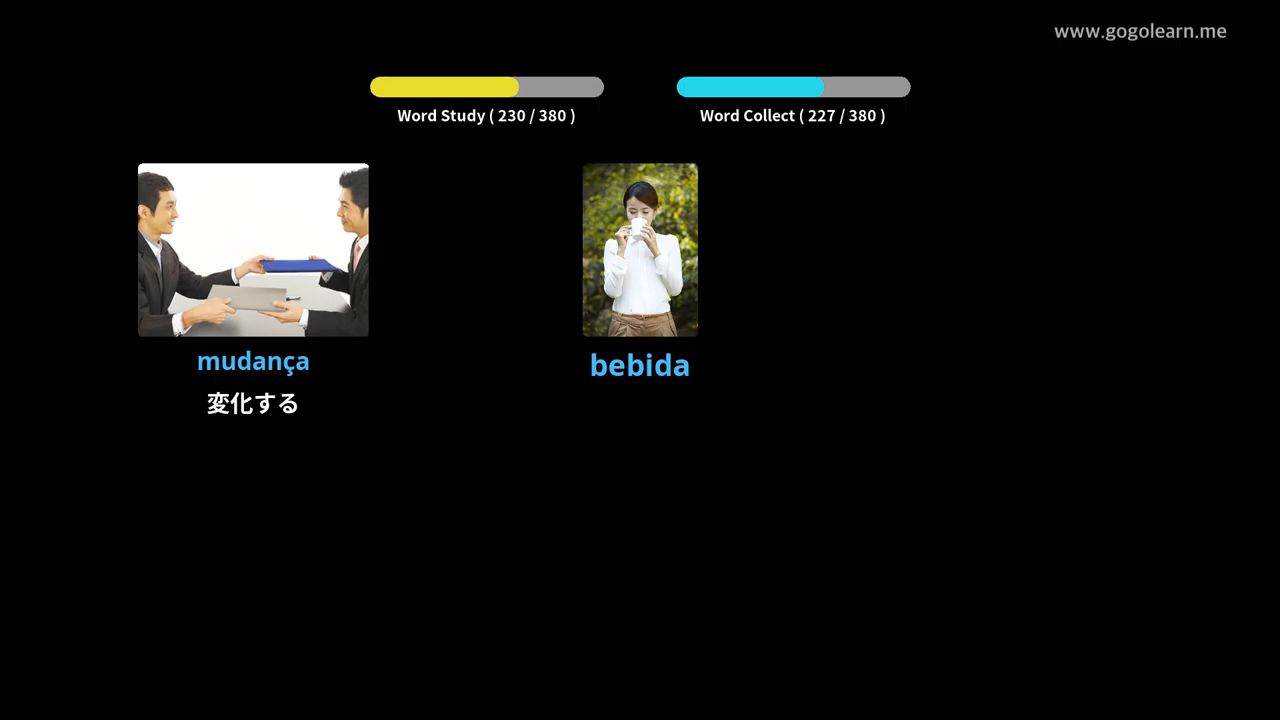 www.gogolearn.me
Word Study ( 230 / 380 )
Word Collect ( 227 / 380 )
mudança
変化する
bebida